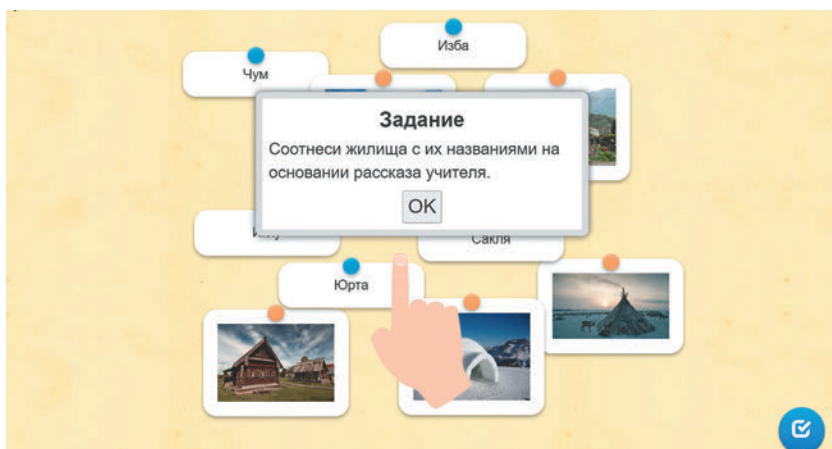 Изба
Чум
Задание
Соотнеси жилища с их названиями на
основании рассказа учителя.
OK
Сакля
Юрта